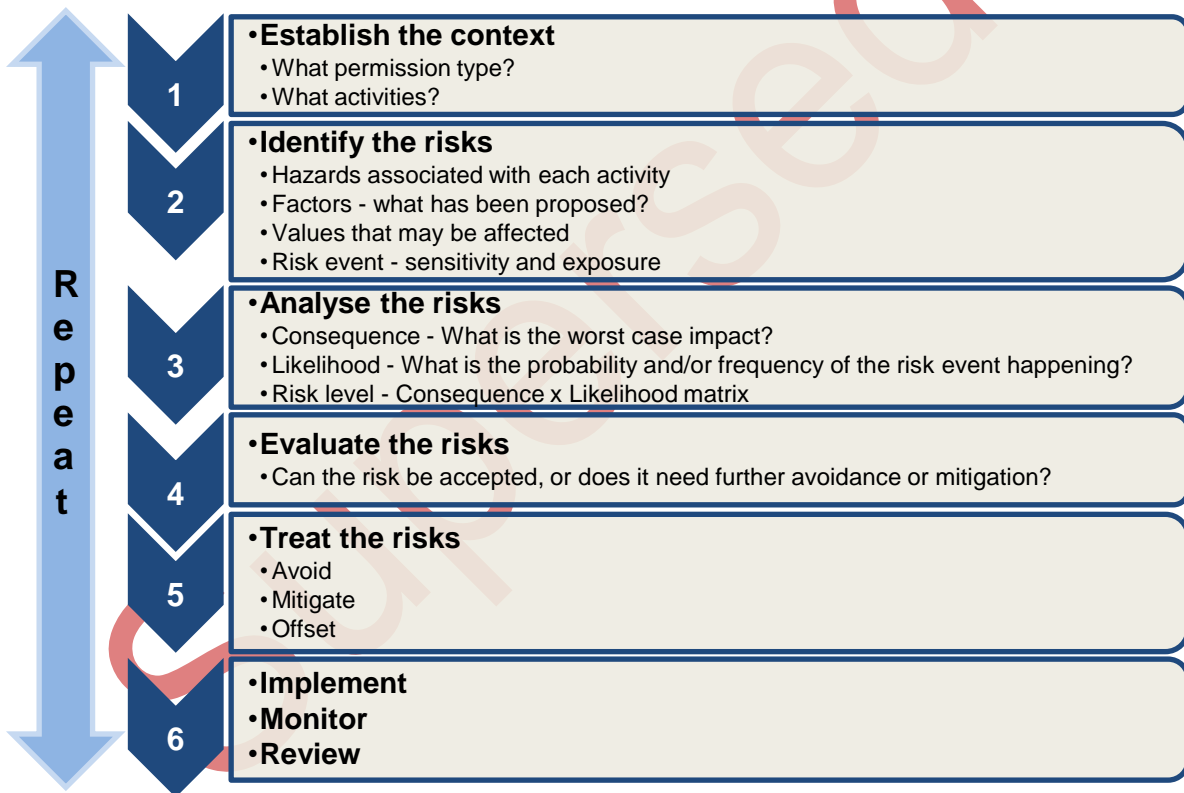 Repeat
1
•Establish the context
•What permission type?
•What activities?
2
•Identify the risks
•Hazards associated with each activity
•Factors - what has been proposed?
•Values that may be affected
•Risk event - sensitivity and exposure
3
•Analyse the risks
•Consequence - What is the worst case impact?
•Likelihood - What is the probability and/or frequency of the risk event happening?
•Risk level - Consequence x Likelihood matrix
4
•Evaluate the risks
•Can the risk be accepted, or does it need further avoidance or mitigation?
5
•Treat the risks
•Avoid
•Mitigate
•Offset
6
•Implement
•Monitor
•Review
Supersed